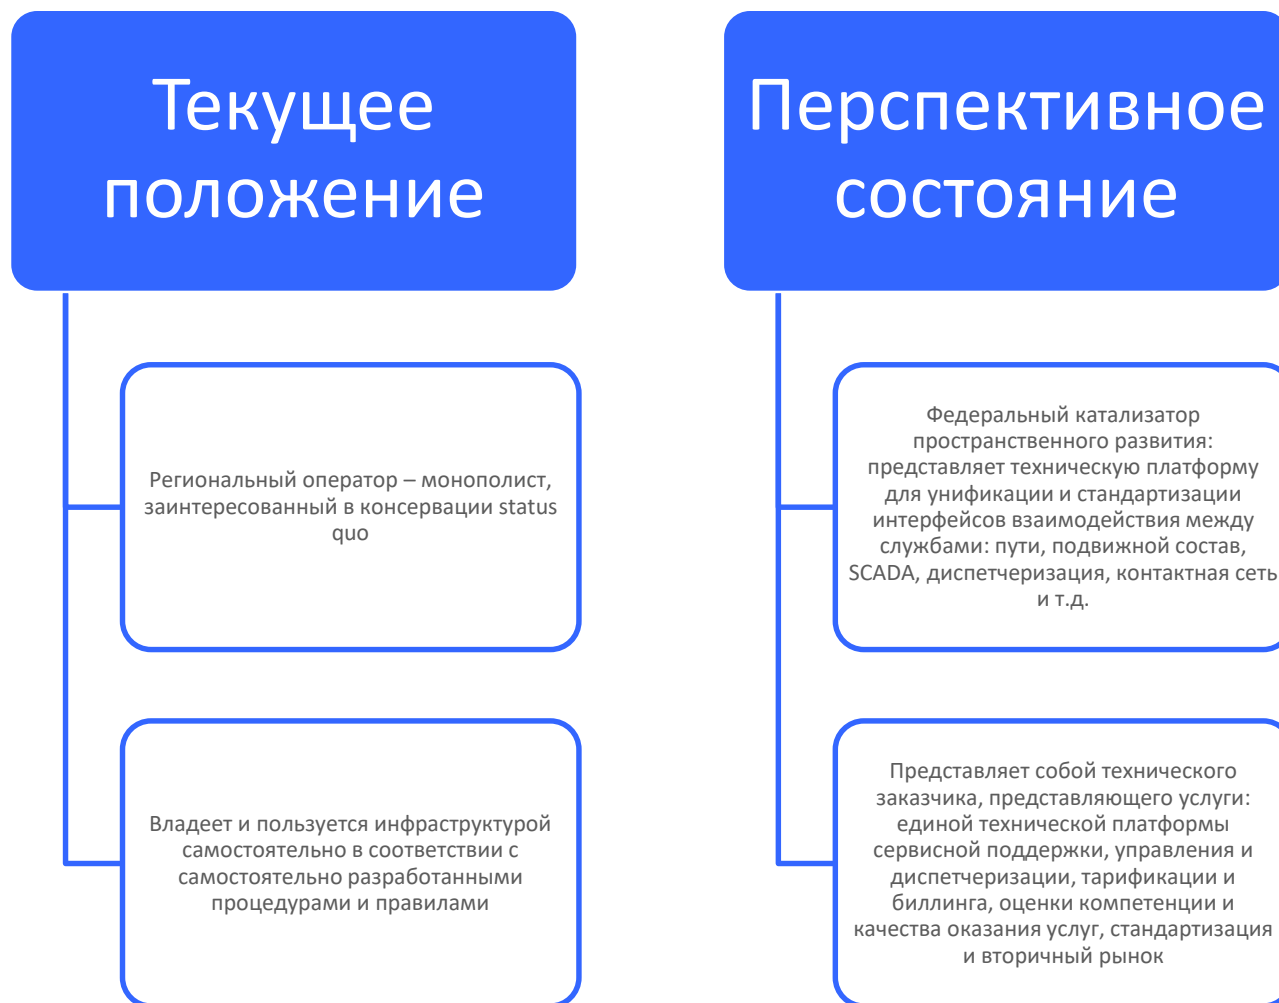 Текущее
положение
Региональный оператор – монополист,
заинтересованный в консервации status
quo
Владеет и пользуется инфраструктурой
самостоятельно в соответствии с
самостоятельно разработанными
процедурами и правилами
Перспективное
состояние
Федеральный катализатор
пространственного развития:
представляет техническую платформу
для унификации и стандартизации
интерфейсов взаимодействия между
службами: пути, подвижной состав,
SCADA, диспетчеризация, контактная сеть
и т.д.
Представляет собой технического
заказчика, представляющего услуги:
единой технической платформы
сервисной поддержки, управления и
диспетчеризации, тарификации и
биллинга, оценки компетенции и
качества оказания услуг, стандартизация
и вторичный рынок